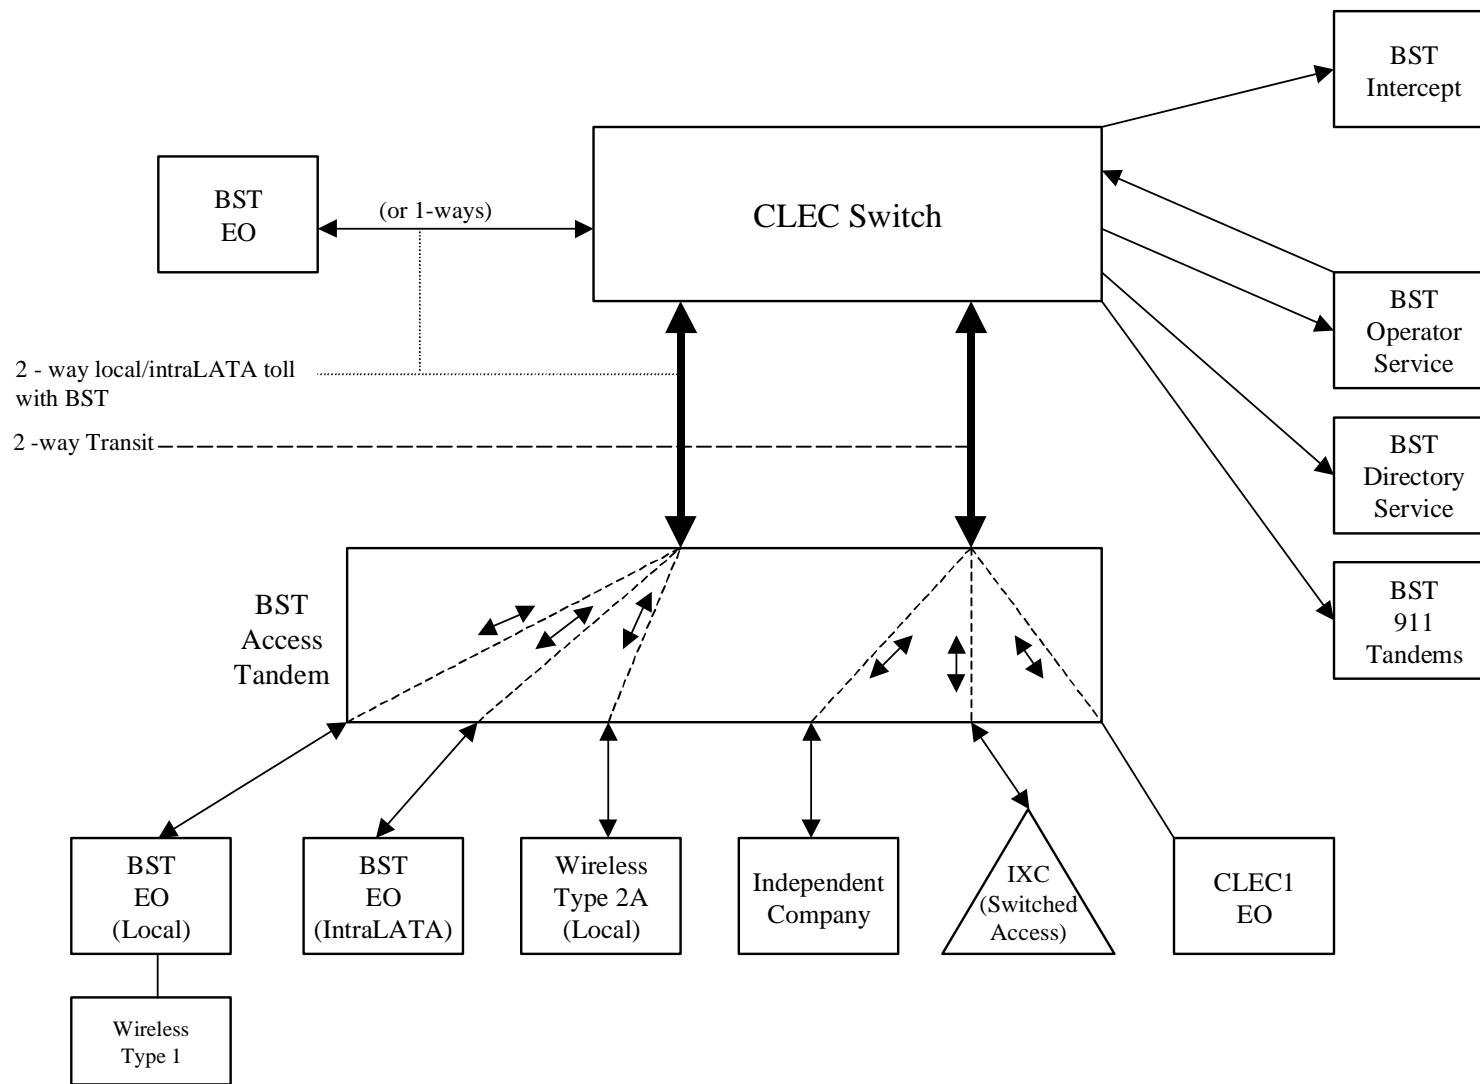 BST
Intercept
BST
EO
(or 1-ways)
CLEC Switch
BST
Operator
Service
2 - way local/intraLATA toll
with BST
2 -way Transit
BST
Directory
Service
BST
911
Tandems
BST
Access
Tandem
BST
EO
(Local)
BST
EO
(IntraLATA)
Wireless
Type 2A
(Local)
Independent
Company
IXC
(Switched
Access)
CLEC1
EO
Wireless
Type 1